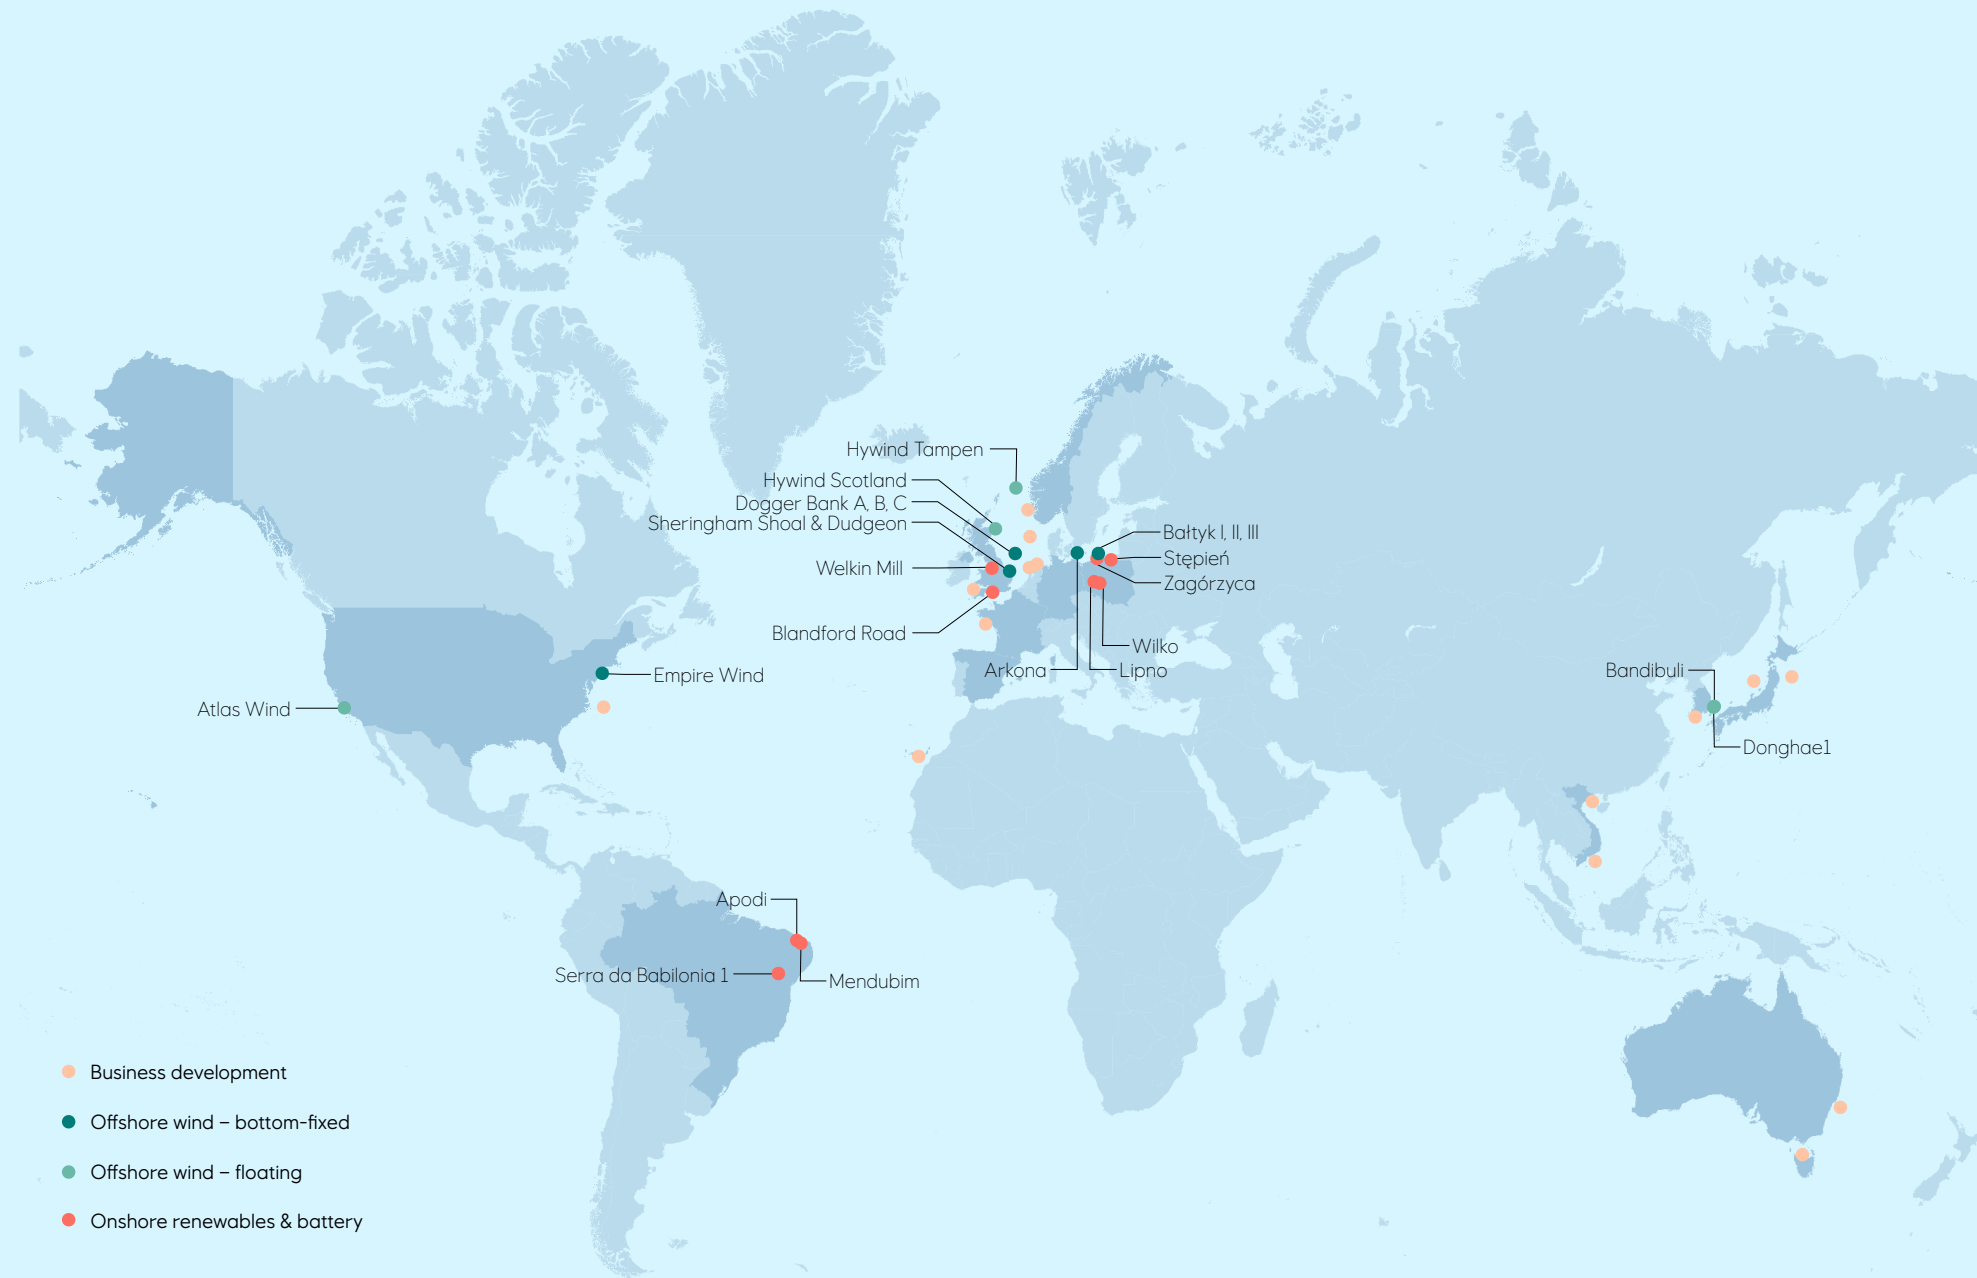 Hywind Tampen
Hywind Scotland
Dogger Bank A, B, C
Sheringham Shoal & Dudgeon
Welkin Mill
Blandford Road
Bałtyk I, II, III
Stępień
Zagórzyca
Wilko
Arkona
Lipno
Empire Wind
Atlas Wind
Bandibuli
Donghae1
Apodi
Serra da Babilonia 1
Mendubim
Business development
Offshore wind – bottom-fixed
Offshore wind – floating
Onshore renewables & battery